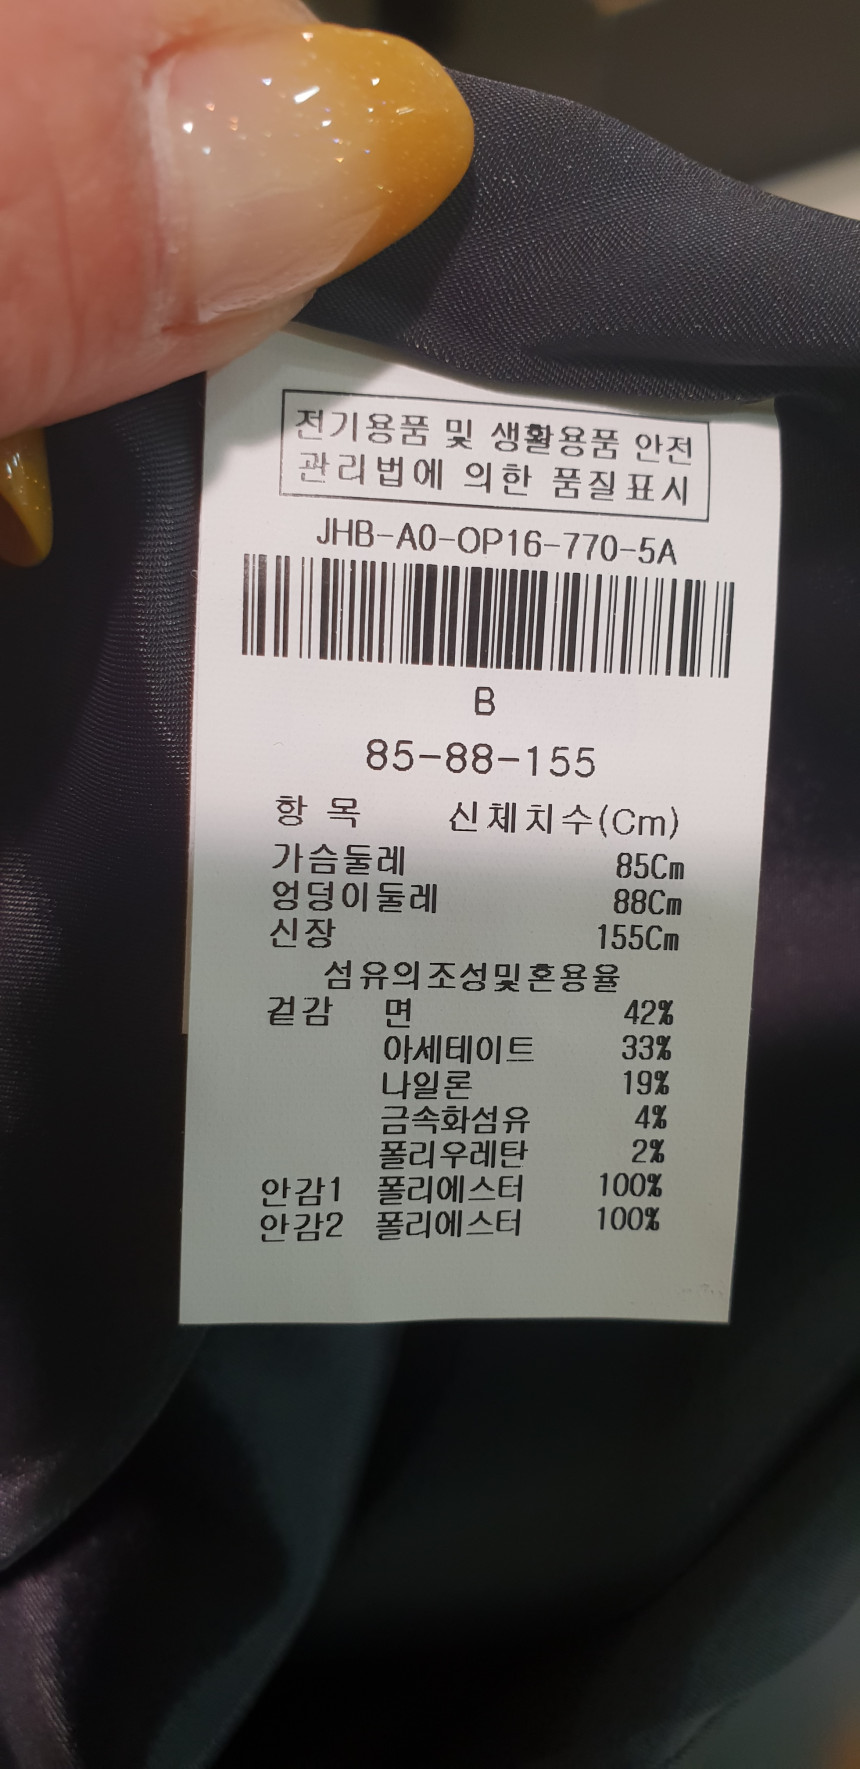 전기용품 및 생활용품 안전
관리법에 의한 품질표시
JHB-A0-OP16-770-5A
B
85-88-155
항 목 신체치수(Cm)
가슴둘레 85Cm
엉덩이둘레 88Cm
신장 155Cm
섬유의조성및혼용율
겉감 면 42%
아세테이트 33%
나일론 19%
금속화섬유 4%
폴리우레탄 2%
안감1 폴리에스터 100%
안감2 폴리에스터 100%